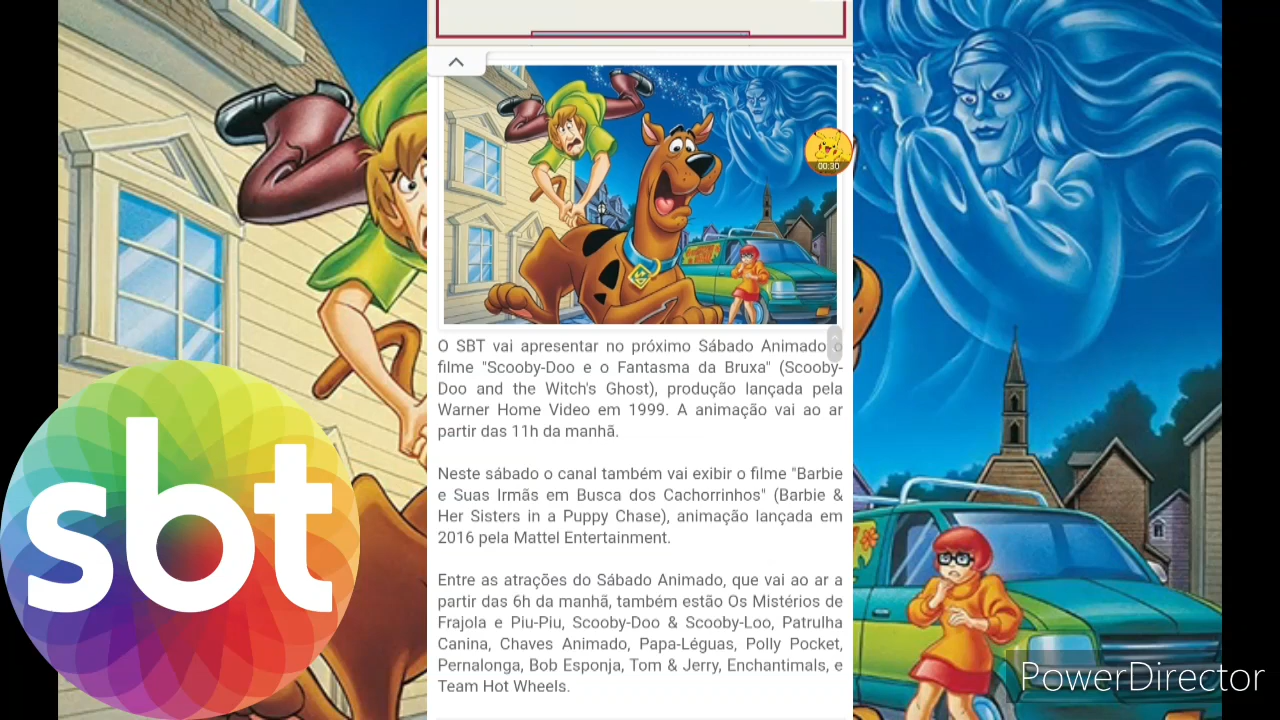 00:30
O SBT vai apresentar no próximo Sábado Animado o
filme "Scooby-Doo e o Fantasma da Bruxa" (Scooby-
Doo and the Witch's Ghost), produção lançada pela
Warner Home Video em 1999. A animação vai ao ar
partir das 11h da manhã.
Neste sábado o canal também vai exibir o filme "Barbie
e Suas Irmãs em Busca dos Cachorrinhos" (Barbie &
Her Sisters in a Puppy Chase), animação lançada em
2016 pela Mattel Entertainment.
Entre as atrações do Sábado Animado, que vai ao ar a
partir das 6h da manhã, também estão Os Mistérios de
Frajola e Piu-Piu, Scooby-Doo & Scooby-Loo, Patrulha
Canina, Chaves Animado, Papa-Léguas, Polly Pocket,
Pernalonga, Bob Esponja, Tom & Jerry, Enchantimals, e
Team Hot Wheels.
sbt
PowerDirector